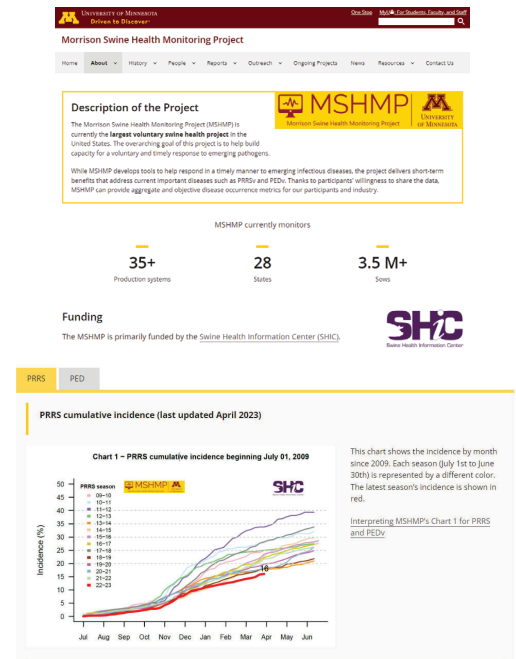 UNIVERSITY OF MINNESOTA
Driven to Discover
One Stop MyU: For Students, Faculty, and Staff
Morrison Swine Health Monitoring Project
Home About History People Reports Outreach Ongoing Projects News Resources Contact Us
Description of the Project
The Morrison Swine Health Monitoring Project (MSHMP) is
currently the largest voluntary swine health project in the
United States. The overarching goal of this project is to help build
capacity for a voluntary and timely response to emerging pathogens.
MSHMP
Morrison Swine Health Monitoring Project
UNIVERSITY
OF MINNESOTA
While MSHMP develops tools to help respond in a timely manner to emerging infectious diseases, the project delivers short-term
benefits that address current important diseases such as PRRSv and PEDv. Thanks to participants' willingness to share the data,
MSHMP can provide aggregate and objective disease occurrence metrics for our participants and industry.
MSHMP currently monitors
35+ 28 3.5 M+
Production systems States Sows
Funding
The MSHMP is primarily funded by the Swine Health Information Center (SHIC).
SHiC
Swine Health Information Center
PRRS PED
PRRS cumulative incidence (last updated April 2023)
Chart 1 – PRRS cumulative incidence beginning July 01, 2009
PRRS season
MSHMP
SHiC
09–10
10–11
11–12
12–13
13–14
14–15
15–16
16–17
17–18
18–19
19–20
20–21
21–22
22–23
Incidence (%)
50
45
40
35
30
25
20
15
10
5
0
16
Jul Aug Sep Oct Nov Dec Jan Feb Mar Apr May Jun
This chart shows the incidence by month
since 2009. Each season (July 1st to June
30th) is represented by a different color.
The latest season's incidence is shown in
red.
Interpreting MSHMP's Chart 1 for PRRS
and PEDv